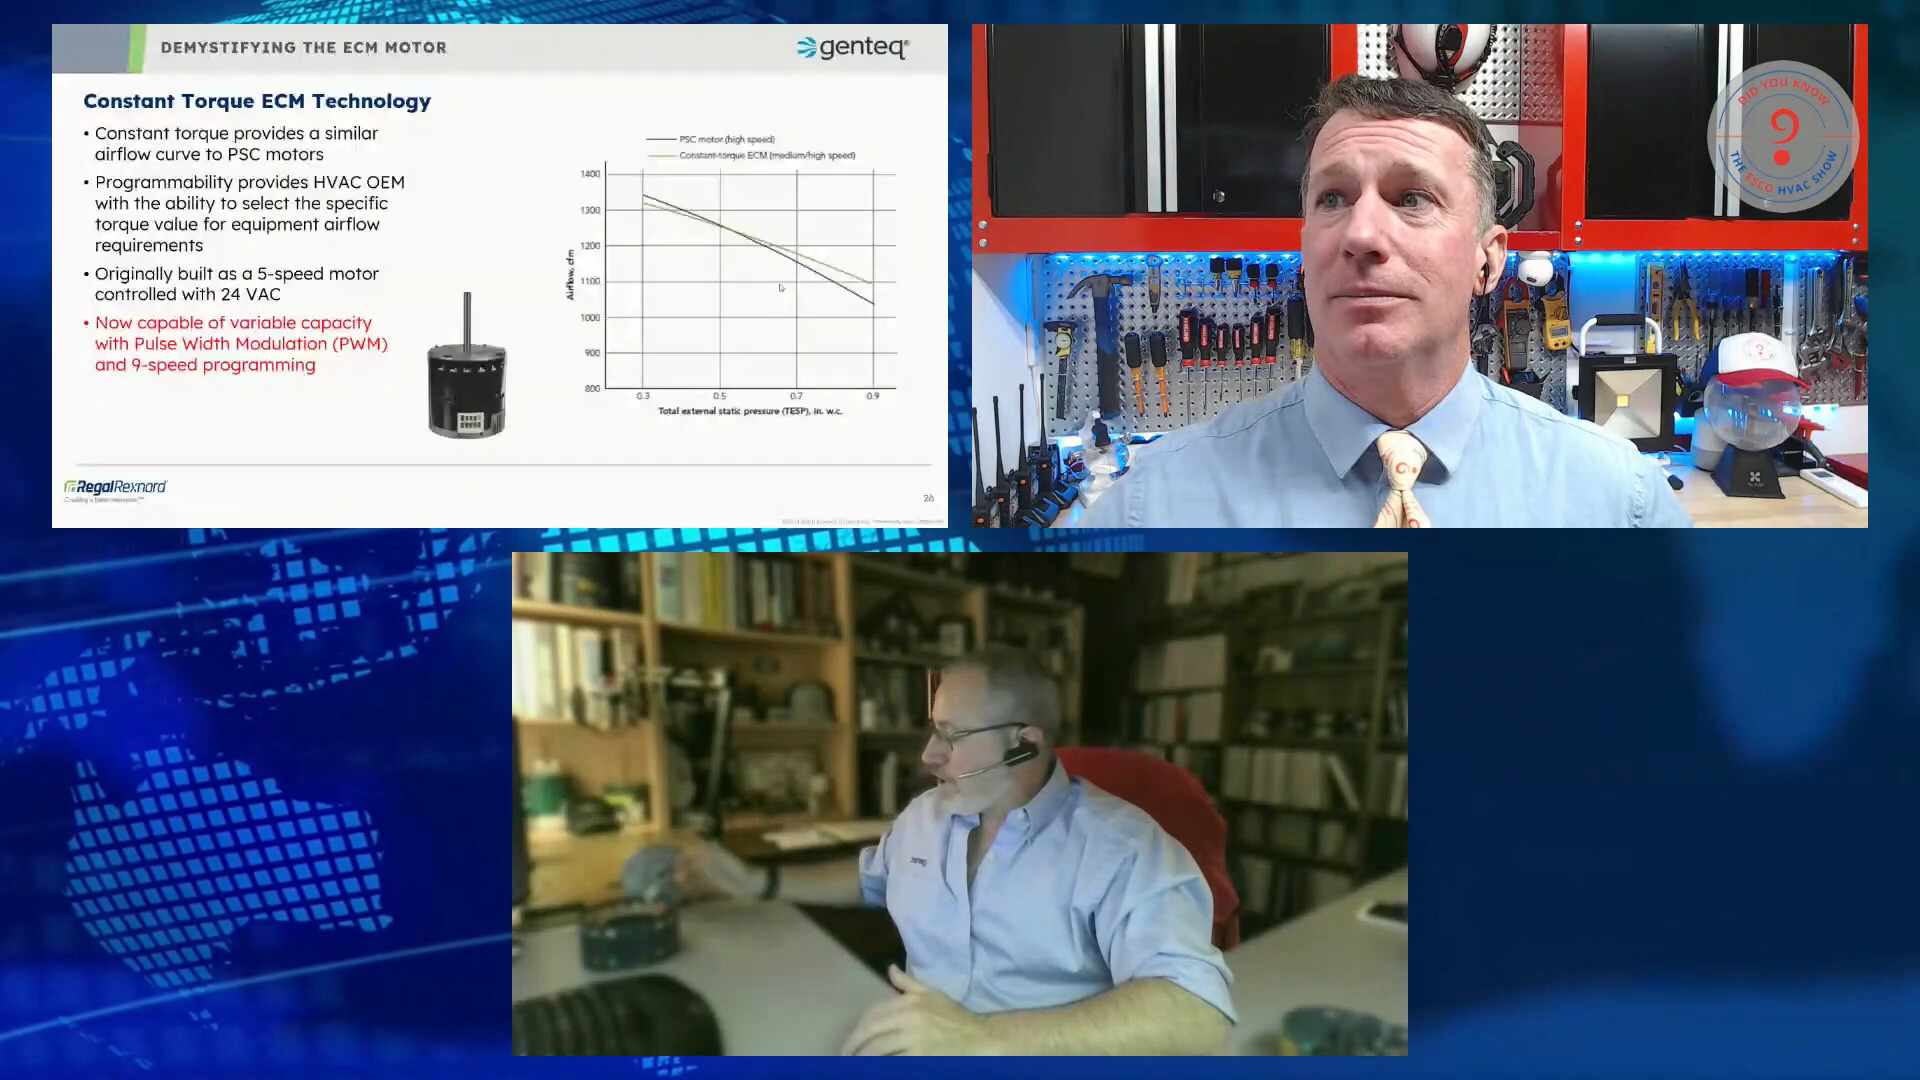 DEMYSTIFYING THE ECM MOTOR
genteq
Constant Torque ECM Technology
• Constant torque provides a similar
airflow curve to PSC motors
• Programmability provides HVAC OEM
with the ability to select the specific
torque value for equipment airflow
requirements
• Originally built as a 5-speed motor
controlled with 24 VAC
• Now capable of variable capacity
with Pulse Width Modulation (PWM)
and 9-speed programming
PSC motor (high speed)
Constant-torque ECM (medium/high speed)
1400
1300
1200
1100
1000
900
800
Airflow, cfm
0.3 0.5 0.7 0.9
Total external static pressure (TESP), in. w.c.
RegalRexnord
26
DID YOU KNOW
?
THE ESCO HVAC SHOW